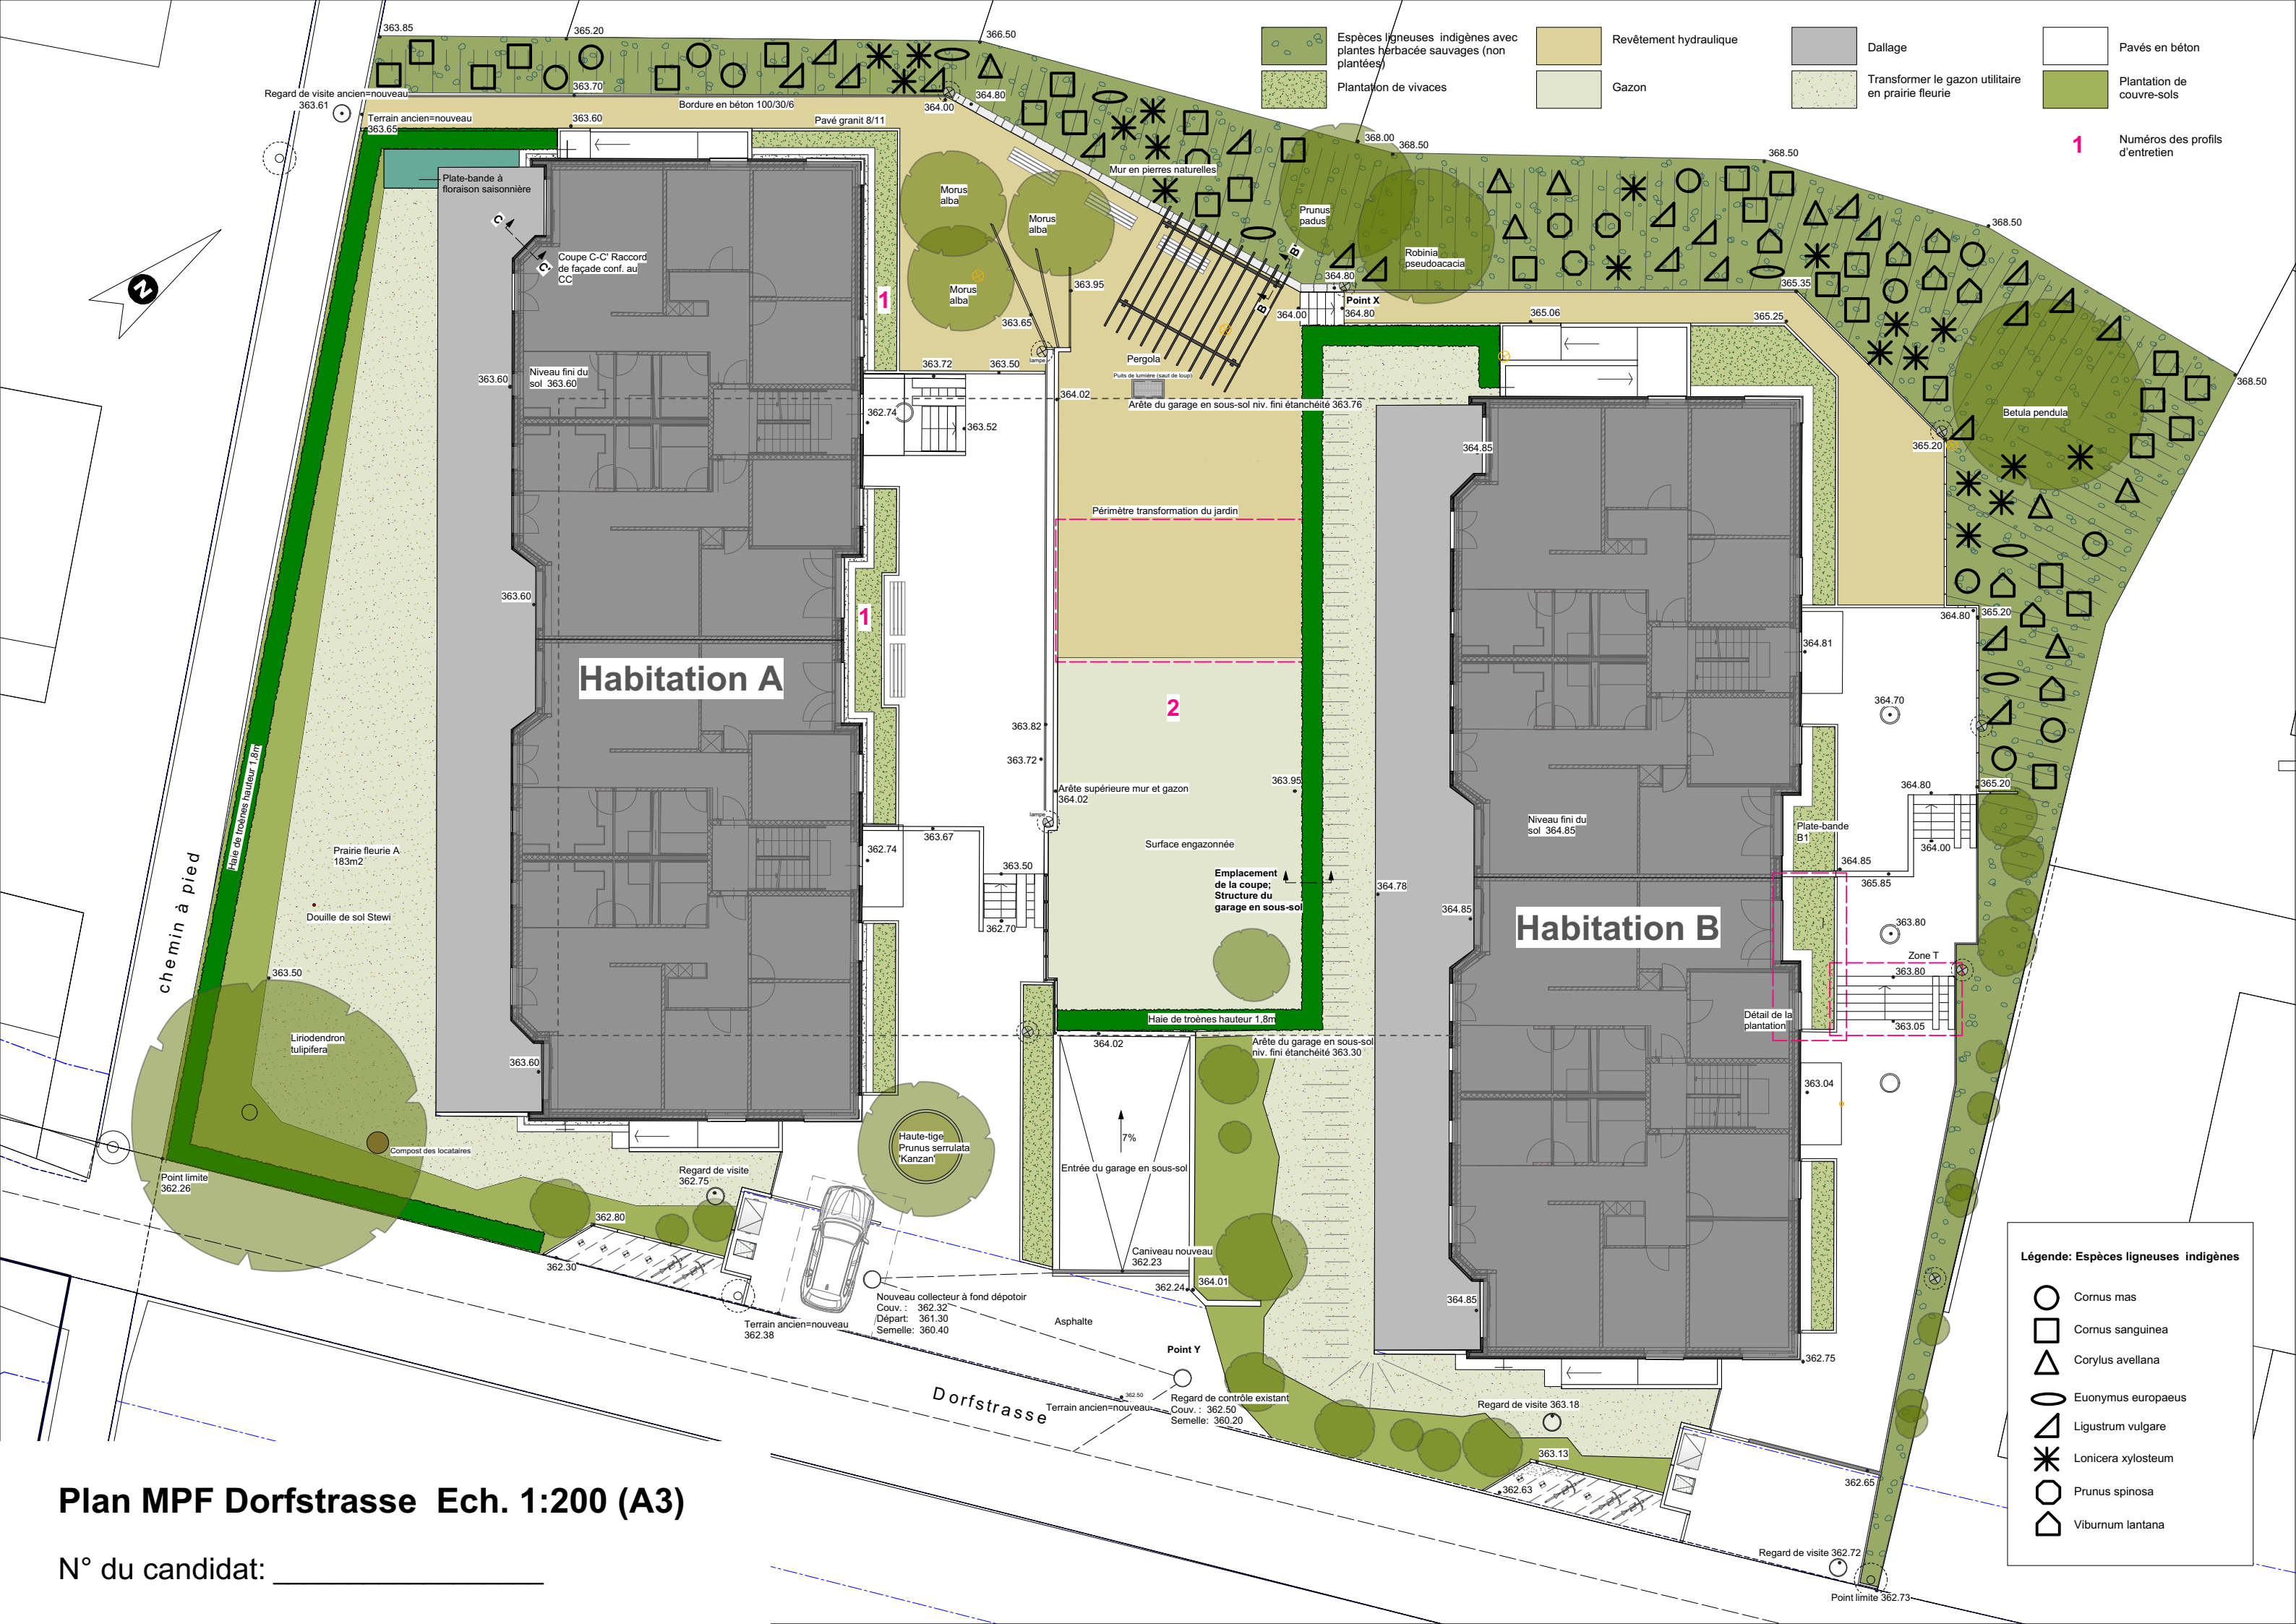 363.85
365.20
366.50
Espèces ligneuses  indigènes avec
plantes herbacée sauvages (non
plantées)
Revêtement hydraulique
Dallage
Pavés en béton
Plantation de vivaces
Gazon
Transformer le gazon utilitaire
en prairie fleurie
Plantation de
couvre-sols
1
Numéros des profils
d'entretien
Regard de visite ancien=nouveau
363.61
363.70
Bordure en béton 100/30/6
364.00
364.80
Terrain ancien=nouveau
363.65
363.60
Pavé granit 8/11
368.00
368.50
368.50
368.50
368.50
Mur en pierres naturelles
Plate-bande à
floraison saisonnière
Morus
alba
Morus
alba
Morus
alba
Prunus
padus
Robinia
pseudoacacia
C
C'
Coupe C-C' Raccord
de façade conf. au
CC
N
B'
B
364.80
Point X
364.00
364.80
365.35
365.06
365.25
363.95
363.65
1
lampe
Pergola
Puits de lumière (saut de loup)
363.72
363.50
364.02
Arête du garage en sous-sol niv. fini étanchéité 363.76
Niveau fini du
sol  363.60
363.60
362.74
363.52
364.85
365.20
Betula pendula
Périmètre transformation du jardin
363.60
1
364.80
365.20
364.81
Habitation A
2
364.70
363.82
363.72
363.95
Arête supérieure mur et gazon
364.02
lampe
364.80
365.20
Niveau fini du
sol  364.85
Plate-bande
B1
364.00
363.67
362.74
Surface engazonnée
Haie de troènes hauteur 1,8m
Prairie fleurie A
183m2
chemin à pied
Douille de sol Stewi
363.50
362.70
Emplacement
de la coupe;
Structure du
garage en sous-sol
364.78
364.85
364.85
365.85
Habitation B
363.80
Zone T
363.80
363.05
363.50
Détail de la
plantation
Haie de troènes hauteur 1,8m
364.02
Arête du garage en sous-sol
niv. fini étanchéité 363.30
Liriodendron
tulipifera
363.60
363.04
7%
Compost des locataires
Haute-tige
Prunus serrulata
'Kanzan'
Entrée du garage en sous-sol
Point limite
362.26
Regard de visite
362.75
362.80
362.30
Caniveau nouveau
362.23
362.24
364.01
Nouveau collecteur à fond dépotoir
Couv. :    362.32
Départ:    361.30
Semelle:  360.40
Terrain ancien=nouveau
362.38
Asphalte
364.85
Point Y
362.75
Dorfstrasse
362.50
Terrain ancien=nouveau
Regard de contrôle existant
Couv. :  362.50
Semelle:  360.20
Regard de visite 363.18
363.13
362.63
362.65
Regard de visite 362.72
Point limite 362.73
Légende: Espèces ligneuses  indigènes
Cornus mas
Cornus sanguinea
Corylus avellana
Euonymus europaeus
Ligustrum vulgare
Lonicera xylosteum
Prunus spinosa
Viburnum lantana
Plan MPF Dorfstrasse  Ech. 1:200 (A3)
N° du candidat: ________________